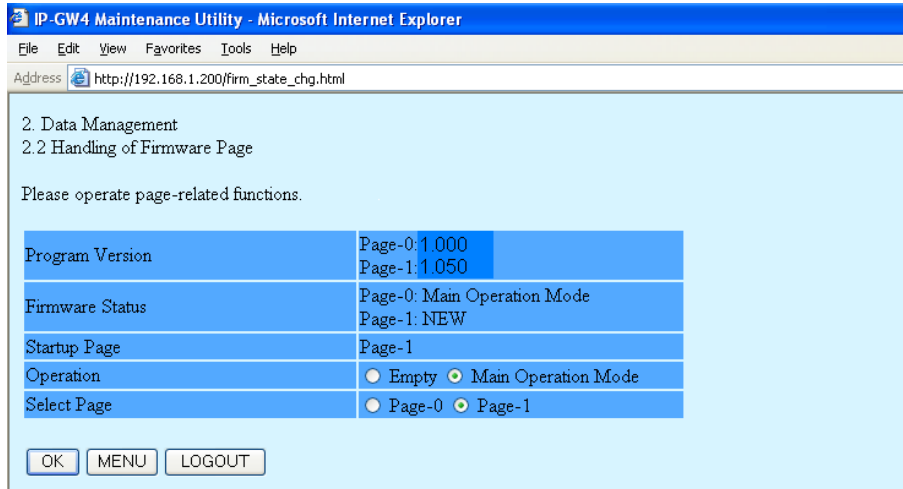 IP-GW4 Maintenance Utility - Microsoft Internet Explorer
File Edit View Favorites Tools Help
Address http://192.168.1.200/firm_state_chg.html
2. Data Management
2.2 Handling of Firmware Page
Please operate page-related functions.
Program Version
Page-0: 1.000
Page-1: 1.050
Firmware Status
Page-0: Main Operation Mode
Page-1: NEW
Startup Page
Page-1
Operation
Empty Main Operation Mode
Select Page
Page-0 Page-1
OK MENU LOGOUT